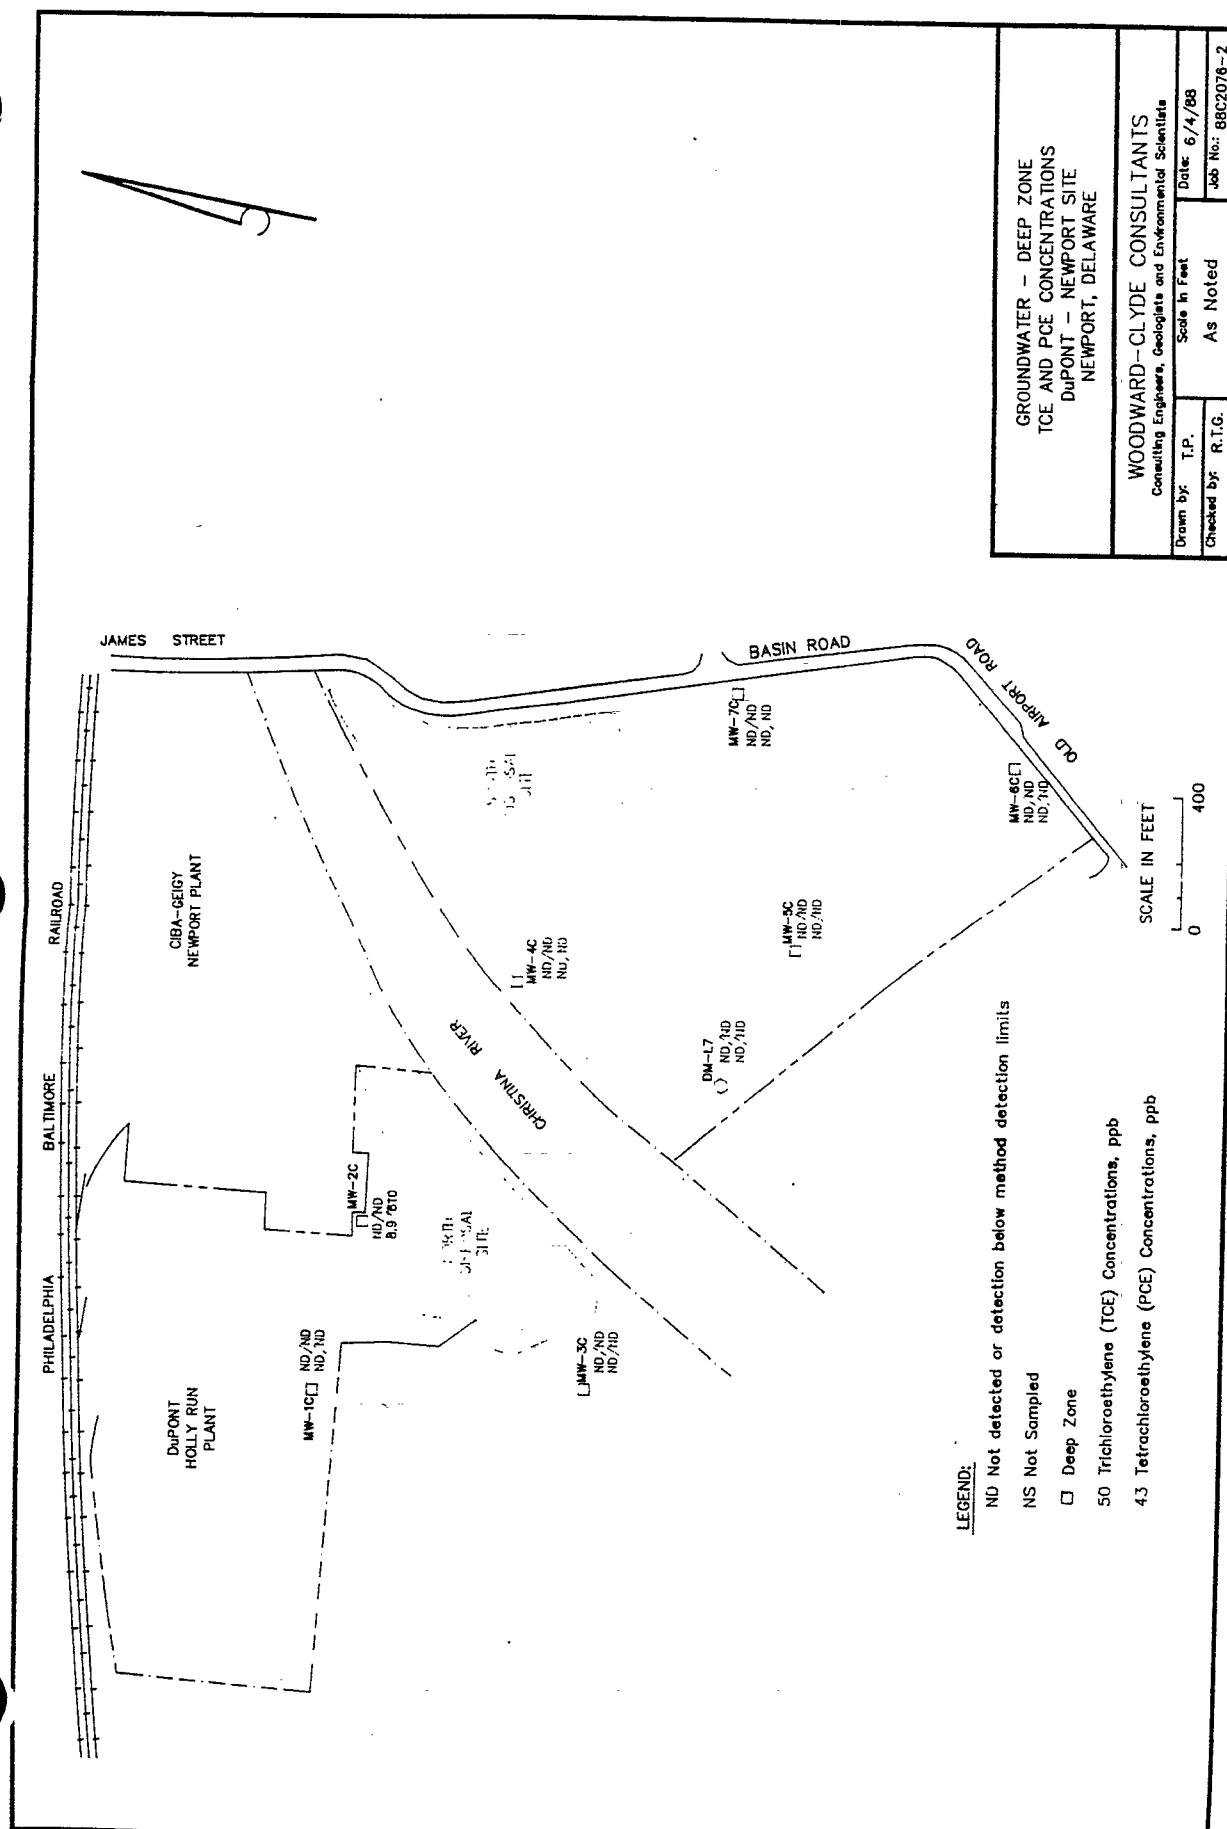 GROUNDWATER - DEEP ZONE
TCE AND PCE CONCENTRATIONS
DuPONT - NEWPORT SITE
NEWPORT, DELAWARE
WOODWARD-CLYDE CONSULTANTS
Consulting Engineers, Geologists and Environmental Scientists
Drawn by: T.P.
Scale in Feet
Date: 6/4/88
Checked by: R.T.G.
As Noted
Job No.: 88C2076-2
PHILADELPHIA
BALTIMORE
RAILROAD
JAMES STREET
BASIN ROAD
OLD AIRPORT ROAD
CIBA-GEIGY
NEWPORT PLANT
DuPONT
HOLLY RUN
PLANT
CHRISTINA
RIVER
MW-1C
ND/ND
ND/ND
MW-2C
ND/ND
8.9
MW-3C
ND/ND
ND/ND
MW-4C
ND/ND
MW-5C
ND/ND
ND/ND
MW-6C
ND/ND
ND/ND
MW-7C
ND/ND
ND/ND
DM-L7
ND/ND
ND/ND
SCALE IN FEET
0 400
LEGEND:
ND Not detected or detection below method detection limits
NS Not Sampled
Deep Zone
50 Trichloroethylene (TCE) Concentrations, ppb
43 Tetrachloroethylene (PCE) Concentrations, ppb